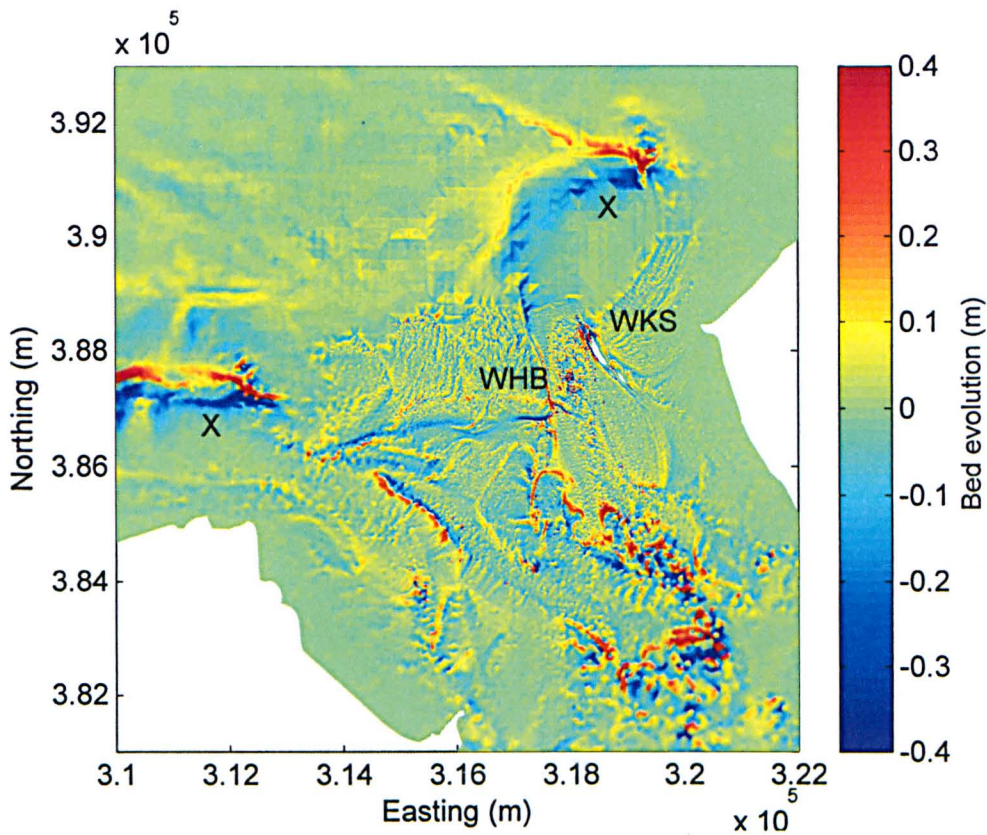 x 10^5
3.92
3.9
3.88
3.86
3.84
3.82
Northing (m)
X
WKS
WHB
X
3.1
3.12
3.14
3.16
3.18
3.2
3.22
Easting (m)
x 10^5
0.4
0.3
0.2
0.1
0
-0.1
-0.2
-0.3
-0.4
Bed evolution (m)